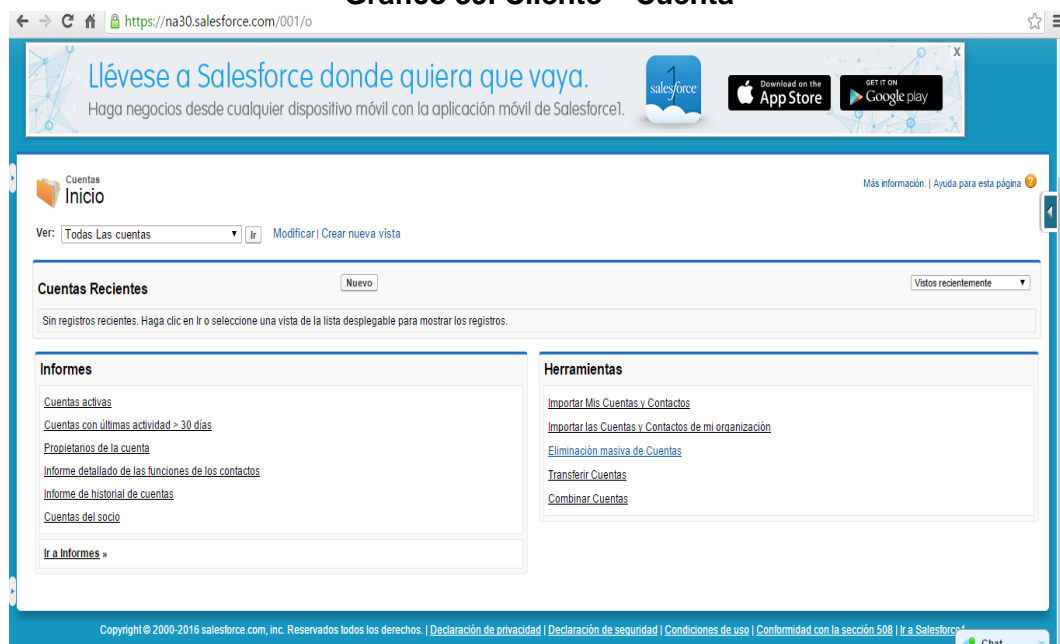 https://na30.salesforce.com/001/o
Llévese a Salesforce donde quiera que vaya.
Haga negocios desde cualquier dispositivo móvil con la aplicación móvil de Salesforce1.
1
salesforce
Download on the
App Store
GET IT ON
Google play
X
Cuentas
Inicio
Más información. | Ayuda para esta página ?
Ver: Todas Las cuentas Ir Modificar | Crear nueva vista
Cuentas Recientes Nuevo Vistos recientemente
Sin registros recientes. Haga clic en Ir o seleccione una vista de la lista desplegable para mostrar los registros.
Informes
Cuentas activas
Cuentas con últimas actividad > 30 días
Propietarios de la cuenta
Informe detallado de las funciones de los contactos
Informe de historial de cuentas
Cuentas del socio
Ir a Informes »
Herramientas
Importar Mis Cuentas y Contactos
Importar las Cuentas y Contactos de mi organización
Eliminación masiva de Cuentas
Transferir Cuentas
Combinar Cuentas
Copyright © 2000-2016 salesforce.com, inc. Reservados todos los derechos. | Declaración de privacidad | Declaración de seguridad | Condiciones de uso | Conformidad con la sección 508 | Ir a Salesforce1
Chat